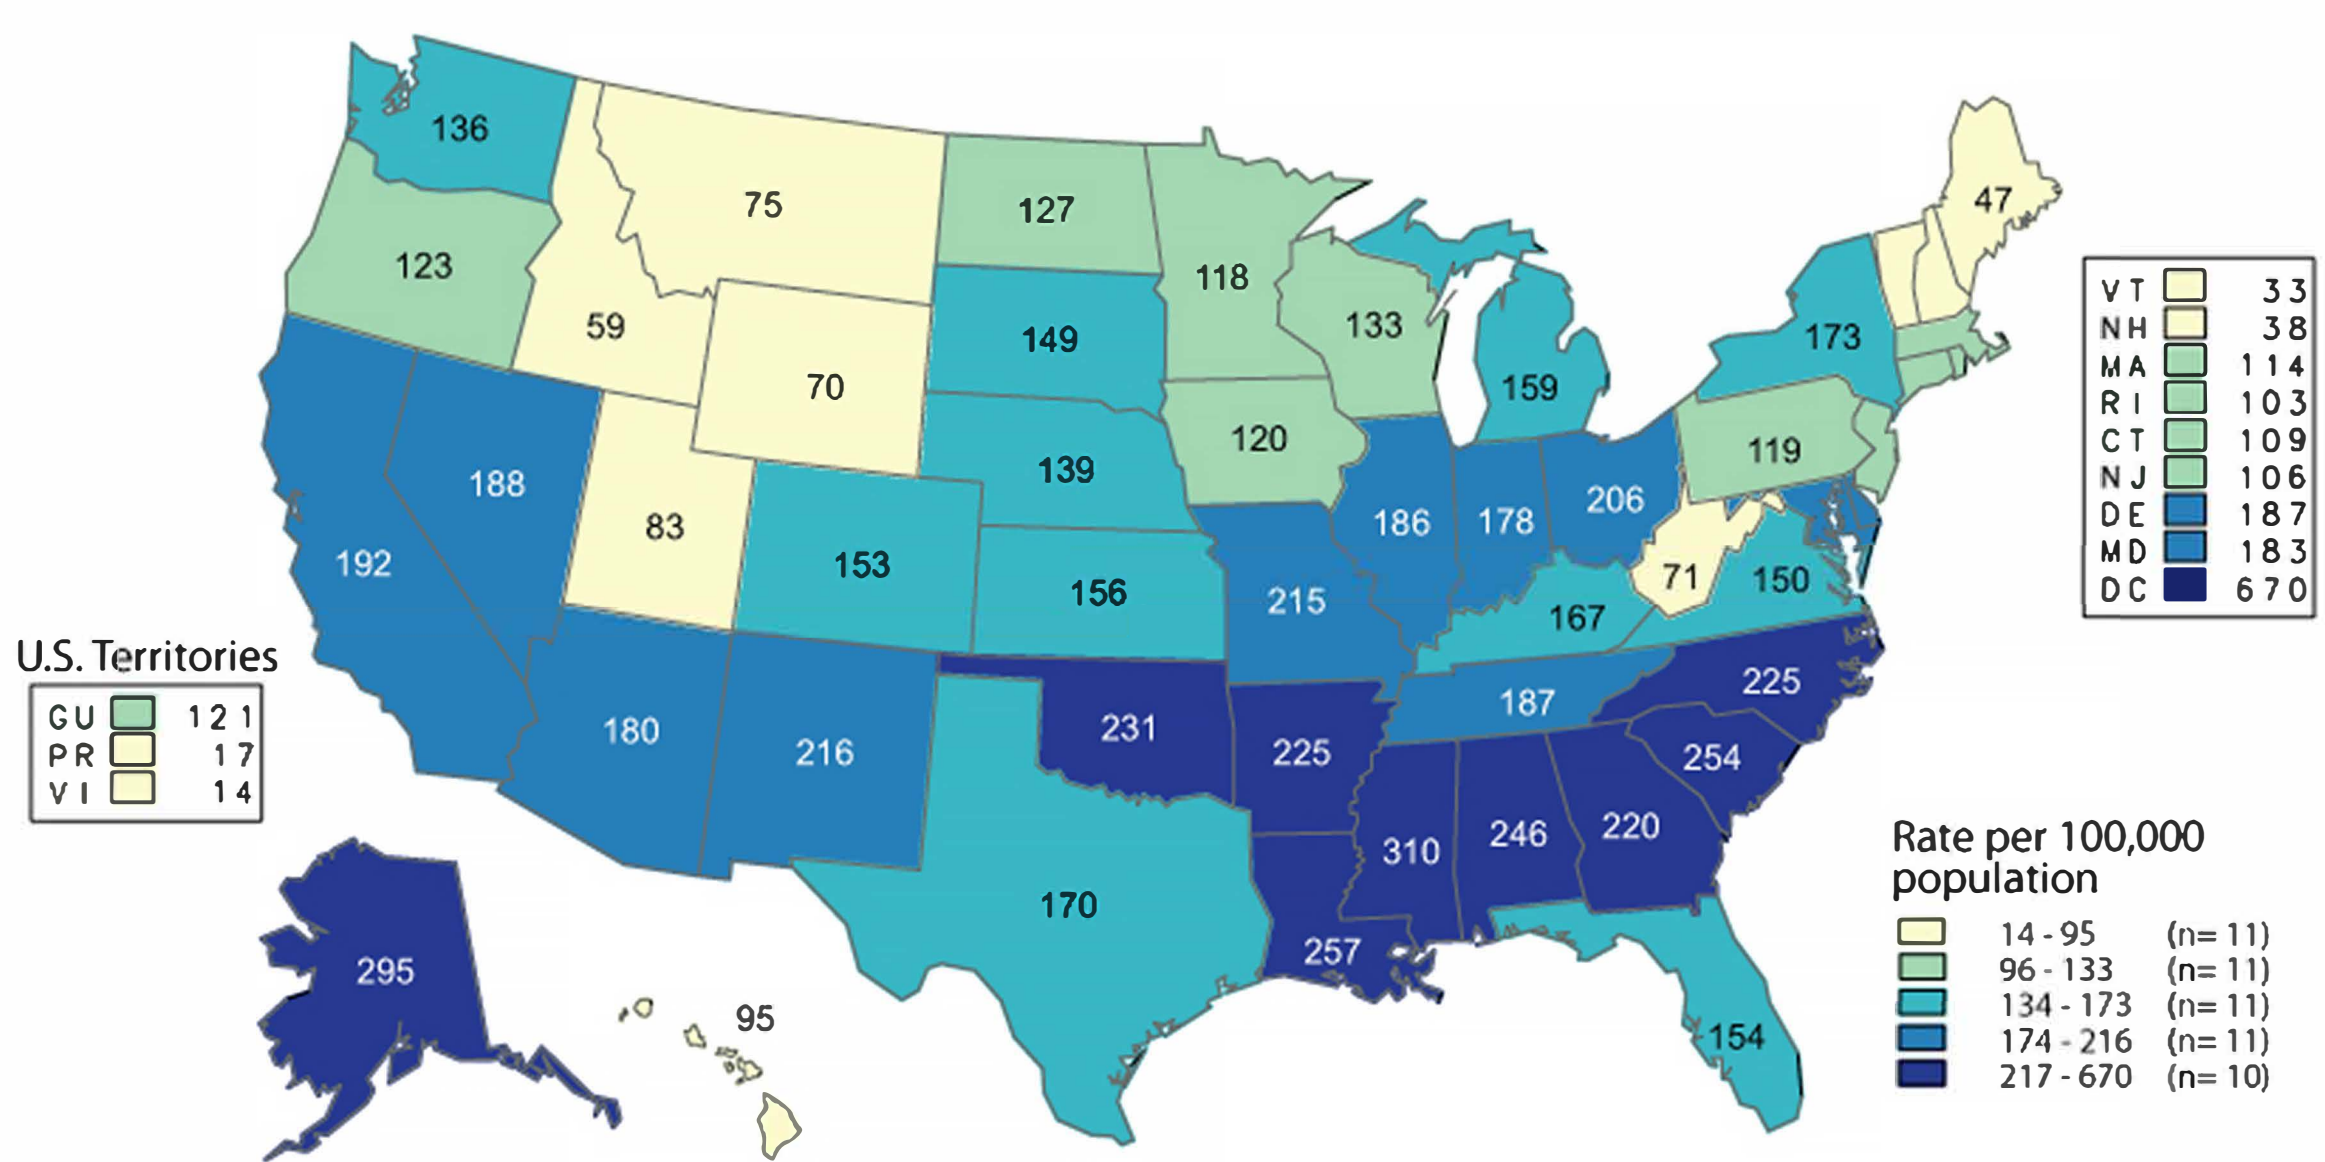 136
47
75
127
123
118
VT 33
133
59
149
173
NH 38
MA 114
70
159
RI 103
120
119
CT 109
139
188
NJ 106
206
83
186
178
DE 187
192
153
MD 183
71
150
156
DC 670
215
167
U.S. Territories
225
187
GU 121
231
180
216
225
PR 17
254
VI 14
220
246
Rate per 100,000
310
population
170
14 - 95 (n= 11)
257
295
96 - 133 (n= 11)
134 - 173 (n= 11)
95
154
174 - 216 (n= 11)
217 - 670 (n= 10)